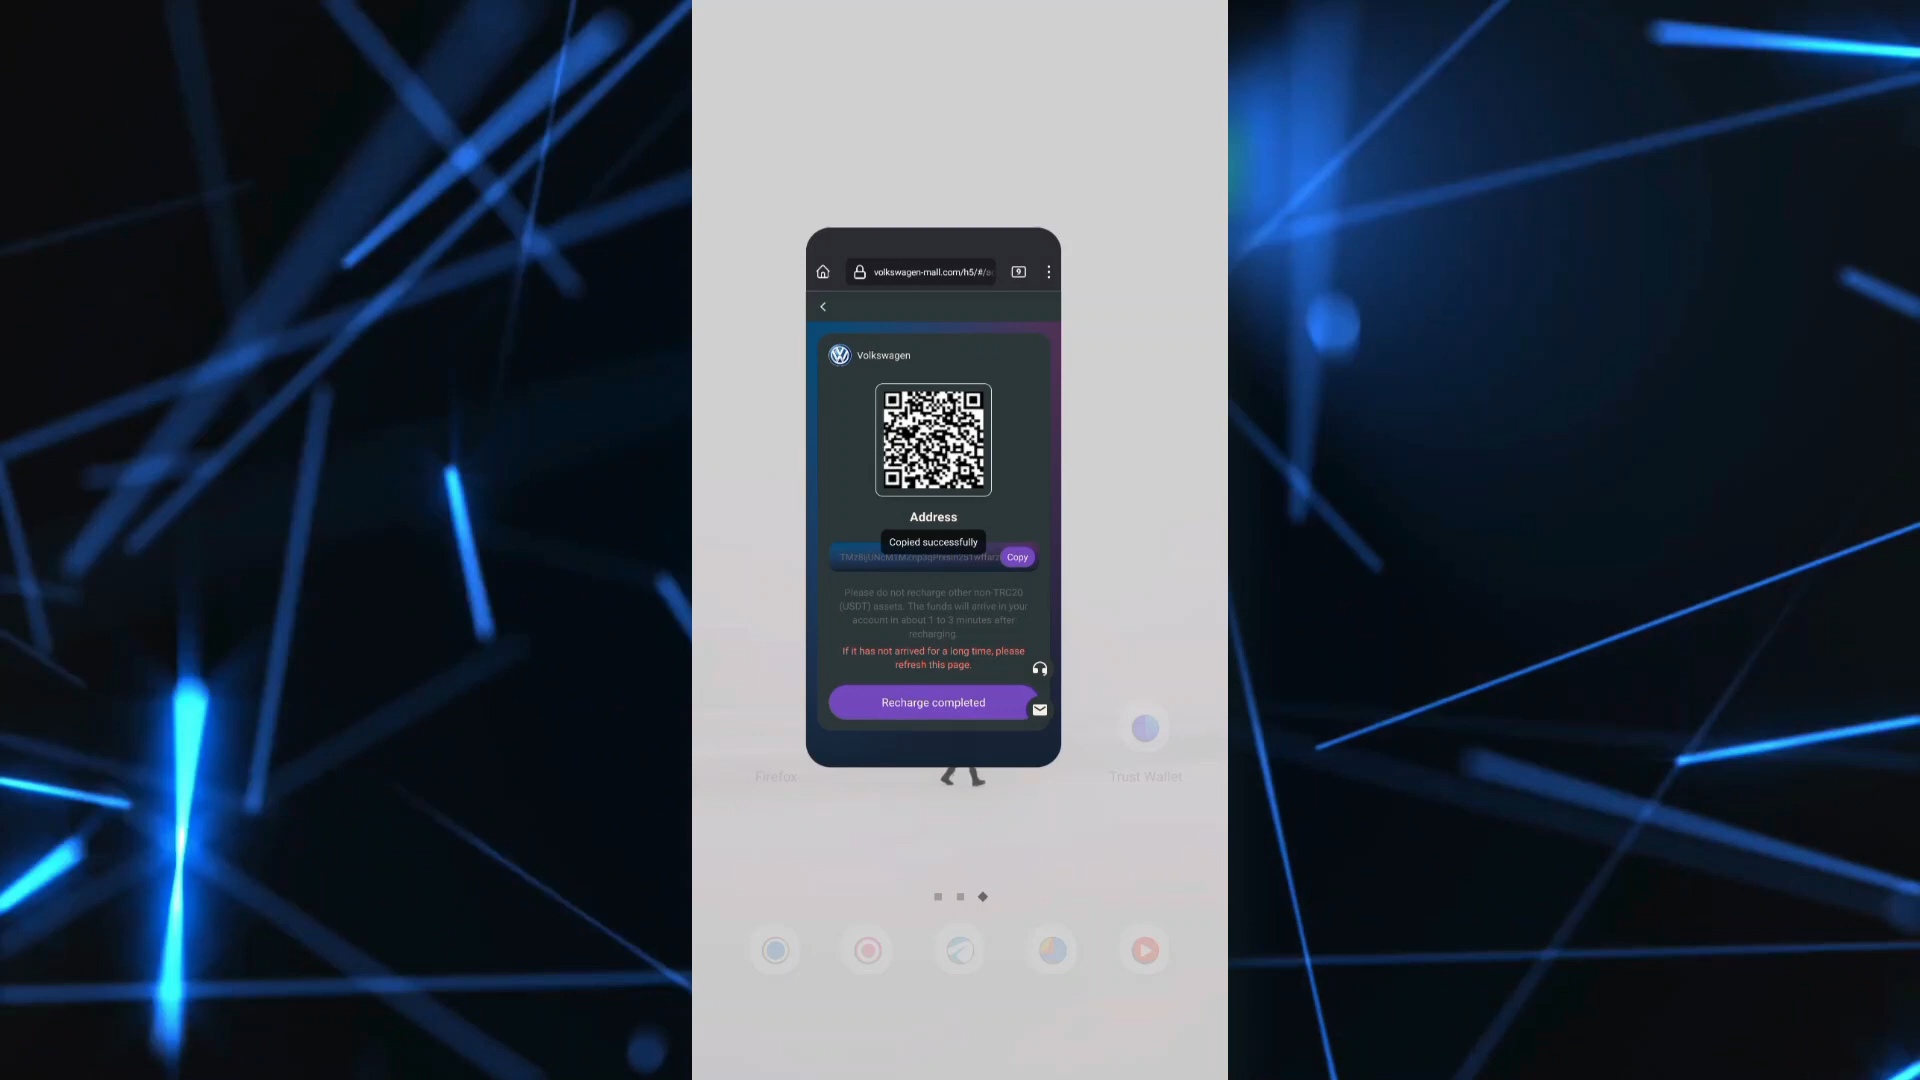 9
volkswagen-mall.com/h5/#/
Volkswagen
Address
Copied successfully
Copy
Please do not recharge other non-TRC20
(USDT) assets. The funds will arrive in your
account in about 1 to 3 minutes after
recharging.
If it has not arrived for a long time, please
refresh this page.
Recharge completed
Firefox
Trust Wallet